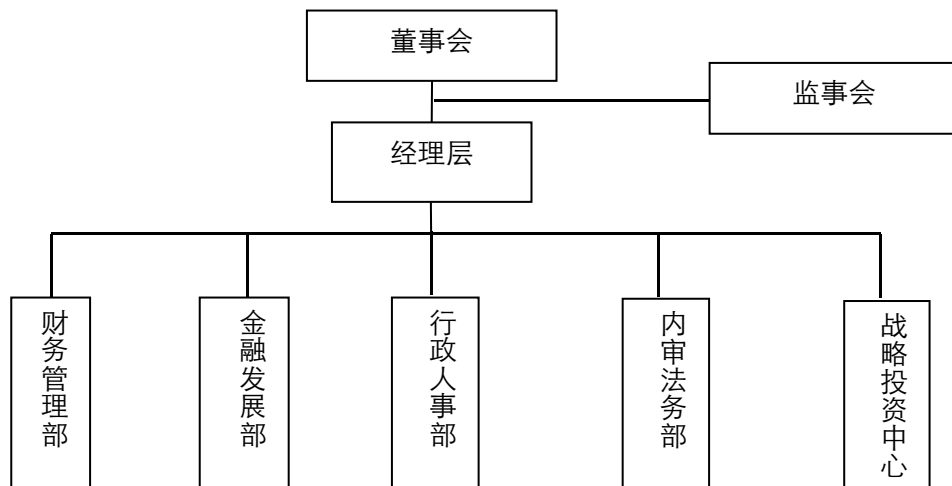 董事会
监事会
经理层
财务管理部
金融发展部
行政人事部
内审法务部
战略投资中心